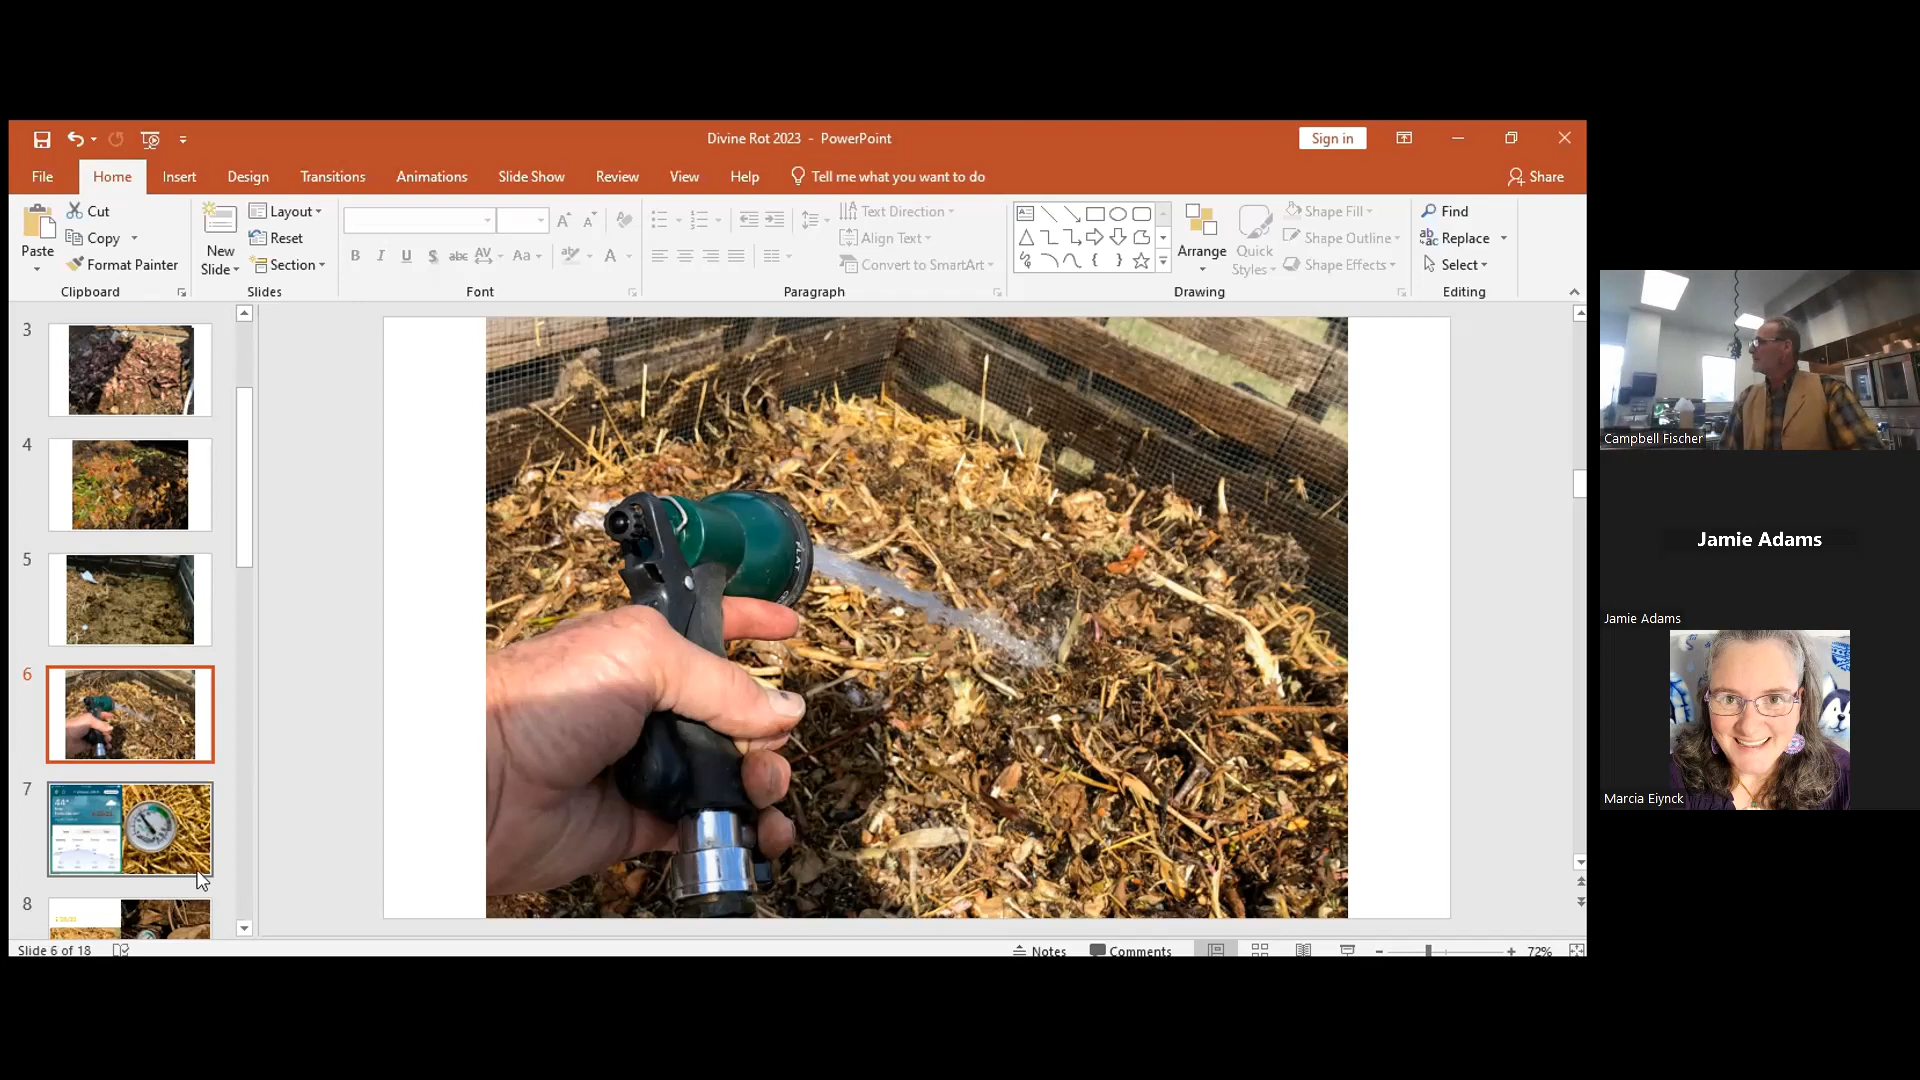 Divine Rot 2023 - PowerPoint
Sign in
File Home Insert Design Transitions Animations Slide Show Review View Help Tell me what you want to do Share
Paste
Cut
Copy
Format Painter
Clipboard
New Slide
Layout
Reset
Section
Slides
B I U S abc AV Aa A
Font
Text Direction
Align Text
Convert to SmartArt
Paragraph
Arrange
Quick Styles
Shape Fill
Shape Outline
Shape Effects
Drawing
Find
Replace
Select
Editing
3
4
5
6
7
8
FLAT
Campbell Fischer
Jamie Adams
Jamie Adams
Marcia Eiynck
Slide 6 of 18
Notes Comments 72%